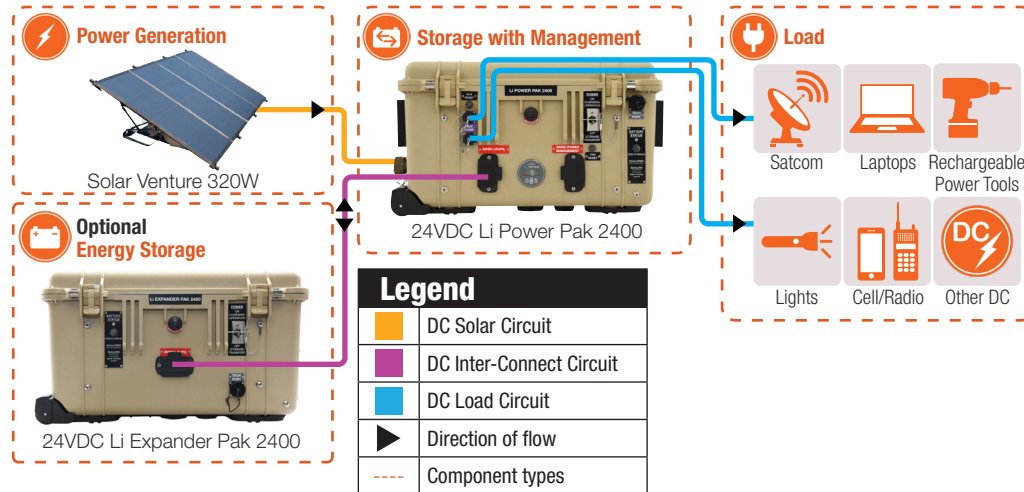 Power Generation
Solar Venture 320W
Storage with Management
Li POWER PAK 2400
24VDC Li Power Pak 2400
Load
Satcom
Laptops
Rechargeable
Power Tools
Lights
Cell/Radio
DC
Other DC
Optional
Energy Storage
Li EXPANDER PAK 2400
24VDC Li Expander Pak 2400
Legend
DC Solar Circuit
DC Inter-Connect Circuit
DC Load Circuit
Direction of flow
Component types